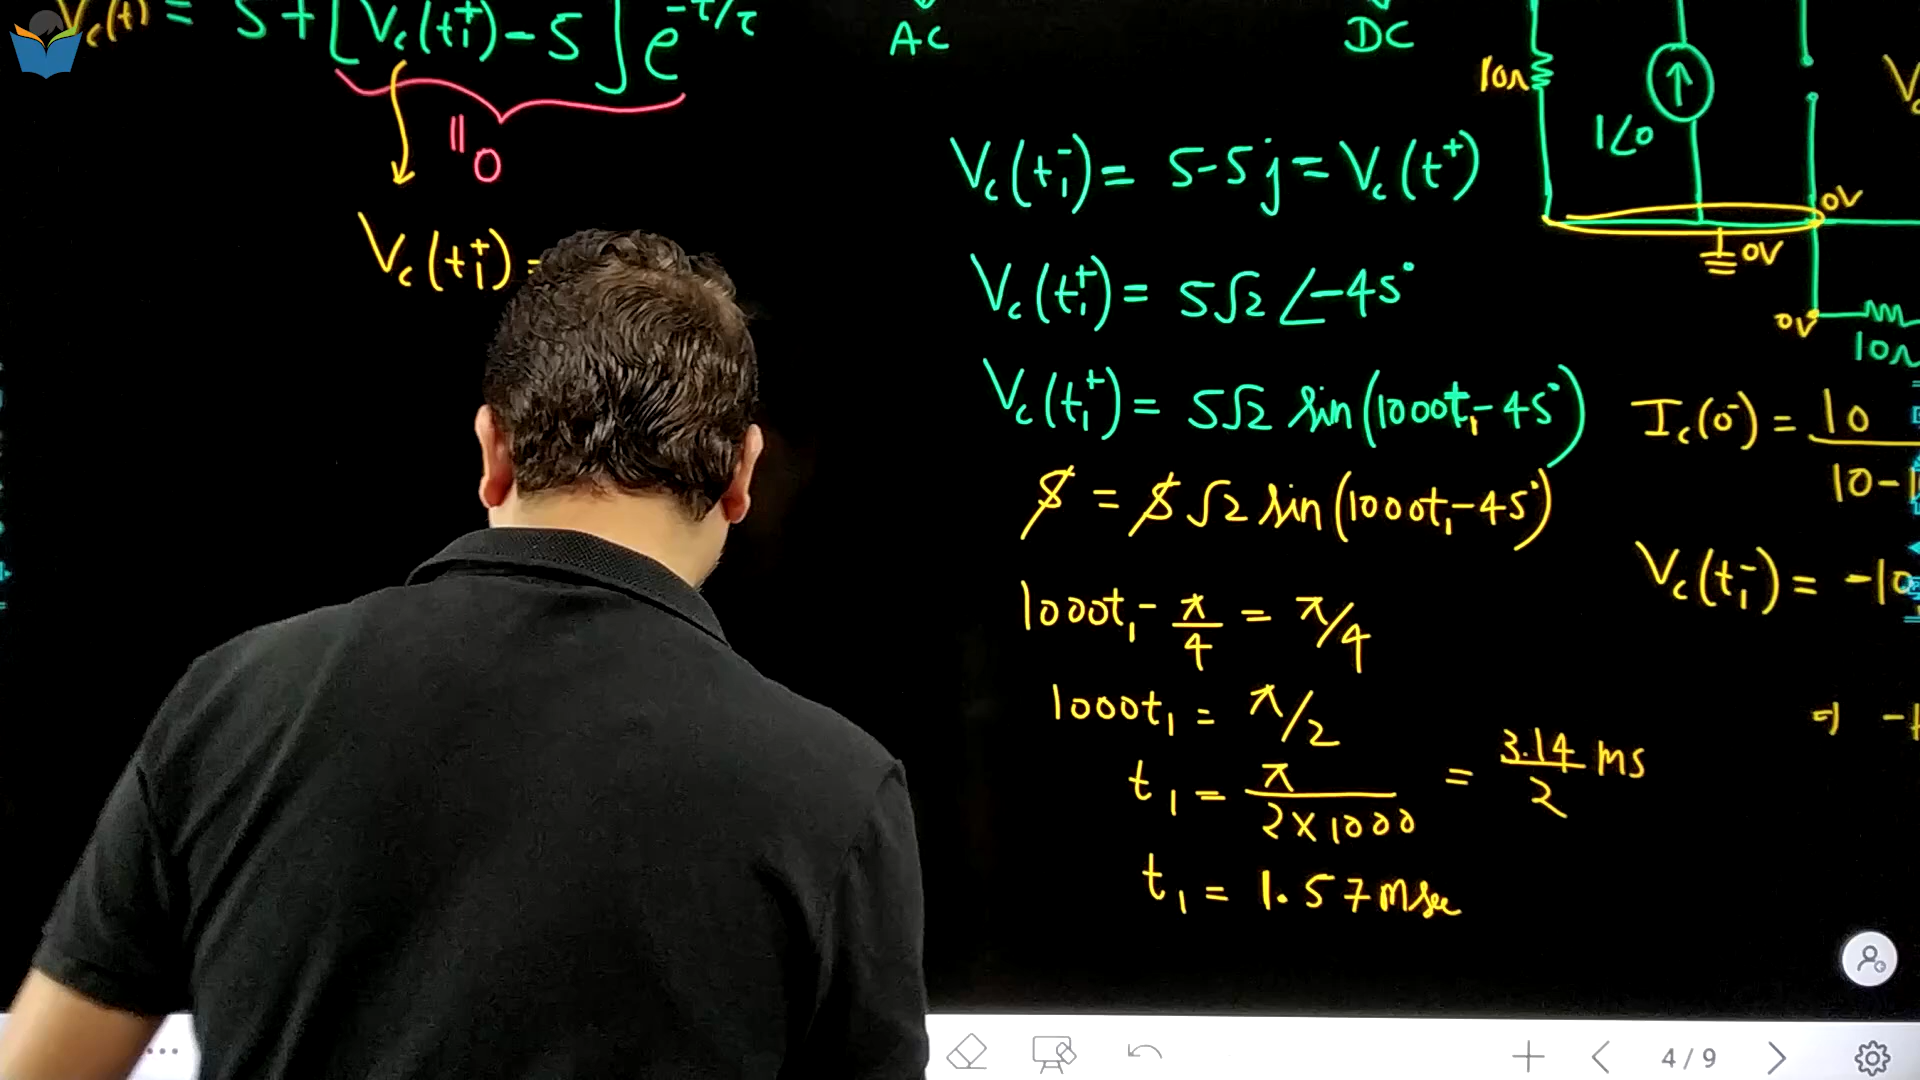 Vc(t) = 5+[Vc(t1+)-5]e^-t/τ
"0
Vc(t1+) =
AC
DC
10Ω
1∠0
0V
0V
0V
10Ω
Vc(t1-) = 5-5j = Vc(t+)
Vc(t1+) = 5√2 ∠-45°
Vc(t1+) = 5√2 sin(1000t1-45°)
5 = 5√2 sin(1000t1-45°)
1000t1 - π/4 = π/4
1000t1 = π/2
t1 = π/2×1000 = 3.14/2 ms
t1 = 1.57msec
Ic(0-) = 10
10-
Vc(t1-) = -10
⇒ -
4 / 9